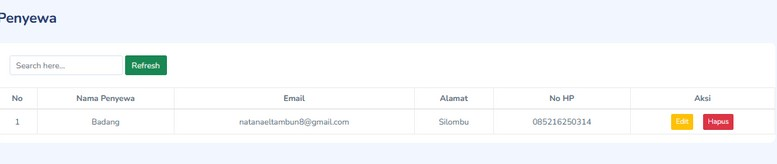 Penyewa
Search here... Refresh
No Nama Penyewa Email Alamat No HP Aksi
1 Badang natanaeltambun8@gmail.com Silombu 085216250314 Edit Hapus